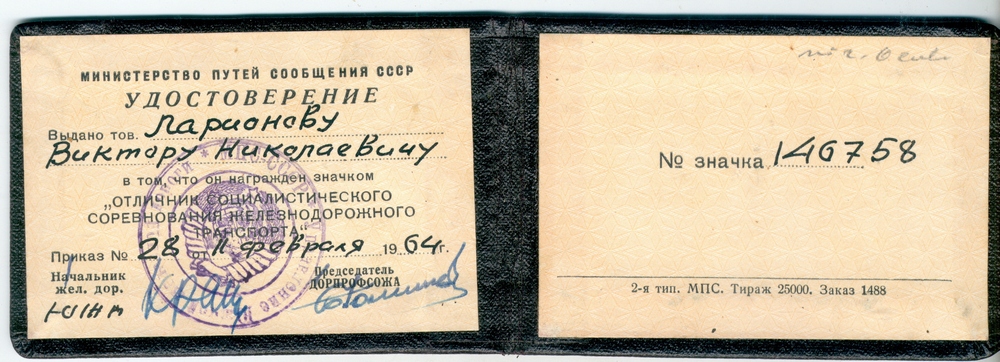 МИНИСТЕРСТВО ПУТЕЙ СООБЩЕНИЯ СССР
УДОСТОВЕРЕНИЕ
Выдано тов. Ларионову
Виктору Николаевичу
в том, что он награжден значком
„ОТЛИЧНИК СОЦИАЛИСТИЧЕСКОГО
СОРЕВНОВАНИЯ ЖЕЛЕЗНОДОРОЖНОГО
ТРАНСПОРТА“
Приказ № 28 от 11 февраля 1964г.
Начальник
жел. дор.
Председатель
ДОРПРОФСОЖА
№ значка 146758
2-я тип. МПС. Тираж 25000. Заказ 1488